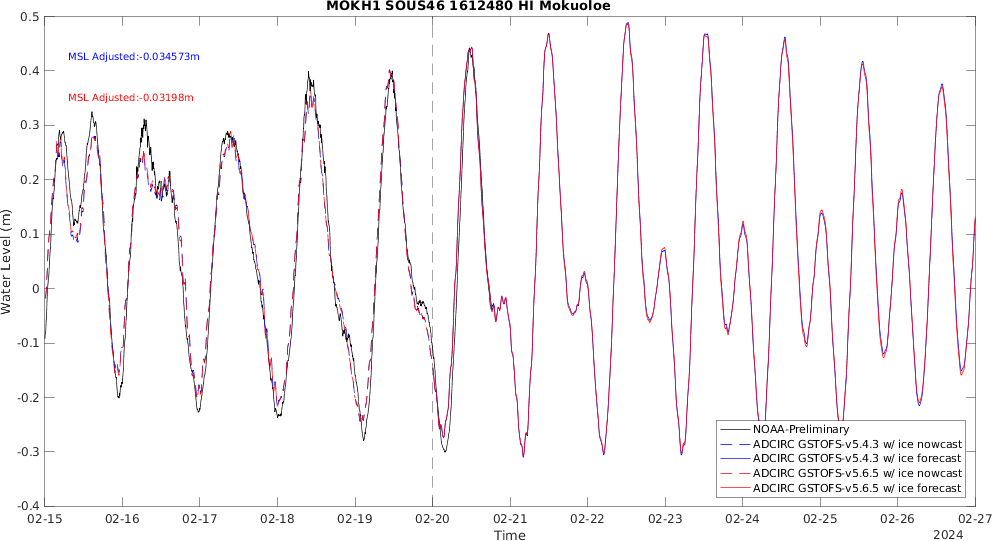 MOKH1 SOUS46 1612480 HI Mokuoloe
0.5
MSL Adjusted:-0.034573m
0.4
MSL Adjusted:-0.03198m
0.3
0.2
0.1
0
-0.1
-0.2
-0.3
-0.4
Water Level (m)
NOAA-Preliminary
ADCIRC GSTOFS-v5.4.3 w/ ice nowcast
ADCIRC GSTOFS-v5.4.3 w/ ice forecast
ADCIRC GSTOFS-v5.6.5 w/ ice nowcast
ADCIRC GSTOFS-v5.6.5 w/ ice forecast
02-15 02-16 02-17 02-18 02-19 02-20 02-21 02-22 02-23 02-24 02-25 02-26 02-27
Time
2024